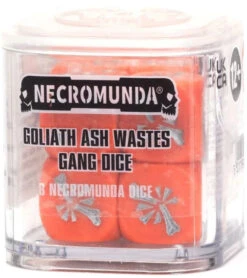 NECROMUNDA®
GOLIATH ASH WASTES
GANG DICE
NECROMUNDA DICE